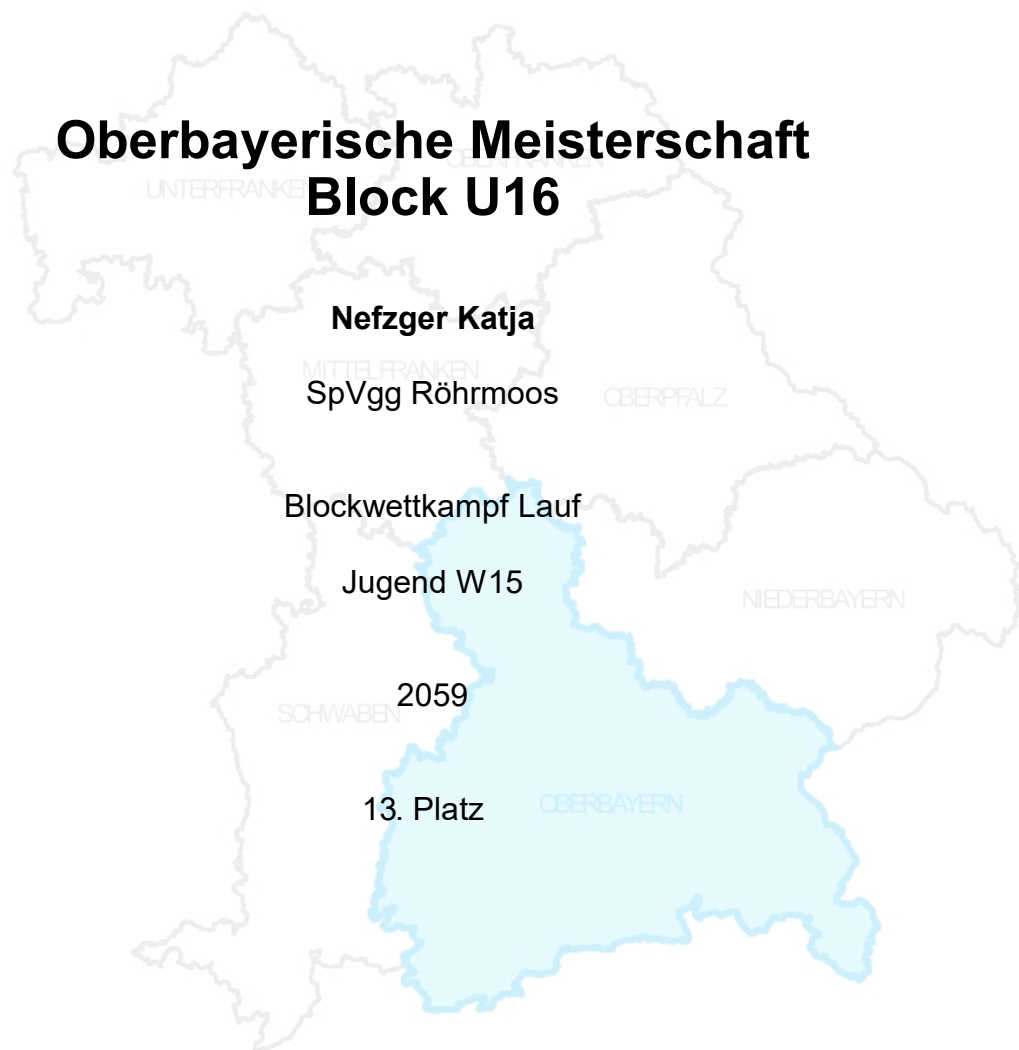 Oberbayerische Meisterschaft
OBERFRANKEN
UNTERFRANKEN
Block U16
Nefzger Katja
MITTELFRANKEN
SpVgg Röhrmoos
OBERPFALZ
Blockwettkampf Lauf
Jugend W15
NIEDERBAYERN
2059
SCHWABEN
13. Platz
OBERBAYERN